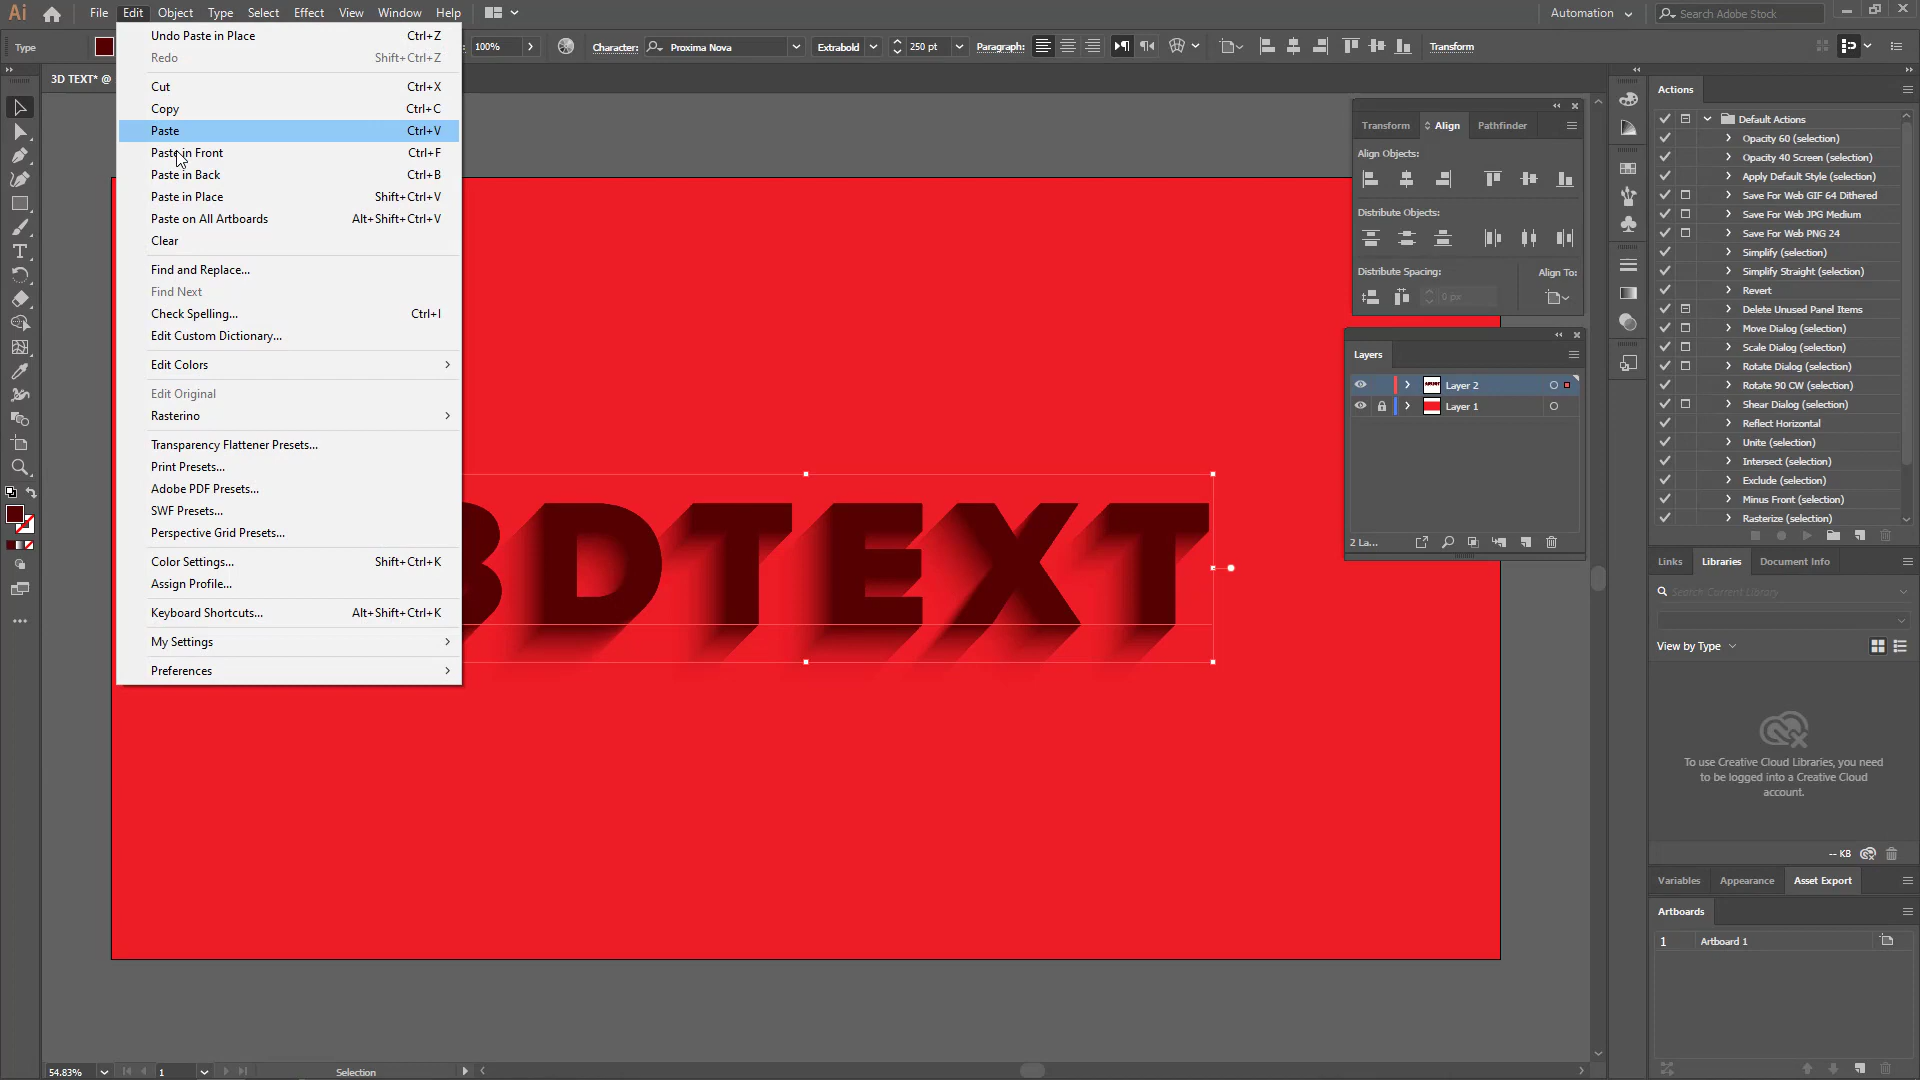 Ai File Edit Object Type Select Effect View Window Help Automation Search Adobe Stock
Type 100% Character: Proxima Nova Extrabold 250 pt Paragraph: Transform
3D TEXT* @
Undo Paste in Place Ctrl+Z
Redo Shift+Ctrl+Z
Cut Ctrl+X
Copy Ctrl+C
Paste Ctrl+V
Paste in Front Ctrl+F
Paste in Back Ctrl+B
Paste in Place Shift+Ctrl+V
Paste on All Artboards Alt+Shift+Ctrl+V
Clear
Find and Replace...
Find Next
Check Spelling... Ctrl+I
Edit Custom Dictionary...
Edit Colors
Edit Original
Rasterino
Transparency Flattener Presets...
Print Presets...
Adobe PDF Presets...
SWF Presets...
Perspective Grid Presets...
Color Settings... Shift+Ctrl+K
Assign Profile...
Keyboard Shortcuts... Alt+Shift+Ctrl+K
My Settings
Preferences
3DTEXT
Transform Align Pathfinder
Align Objects:
Distribute Objects:
Distribute Spacing: Align To:
0 px
Layers
Layer 2
Layer 1
2 La...
Actions
Default Actions
Opacity 60 (selection)
Opacity 40 Screen (selection)
Apply Default Style (selection)
Save For Web GIF 64 Dithered
Save For Web JPG Medium
Save For Web PNG 24
Simplify (selection)
Simplify Straight (selection)
Revert
Delete Unused Panel Items
Move Dialog (selection)
Scale Dialog (selection)
Rotate Dialog (selection)
Rotate 90 CW (selection)
Shear Dialog (selection)
Reflect Horizontal
Unite (selection)
Intersect (selection)
Exclude (selection)
Minus Front (selection)
Rasterize (selection)
Links Libraries Document Info
Search Current Library
View by Type
To use Creative Cloud Libraries, you need
to be logged into a Creative Cloud
account.
-- KB
Variables Appearance Asset Export
Artboards
1 Artboard 1
54.83% 1 Selection